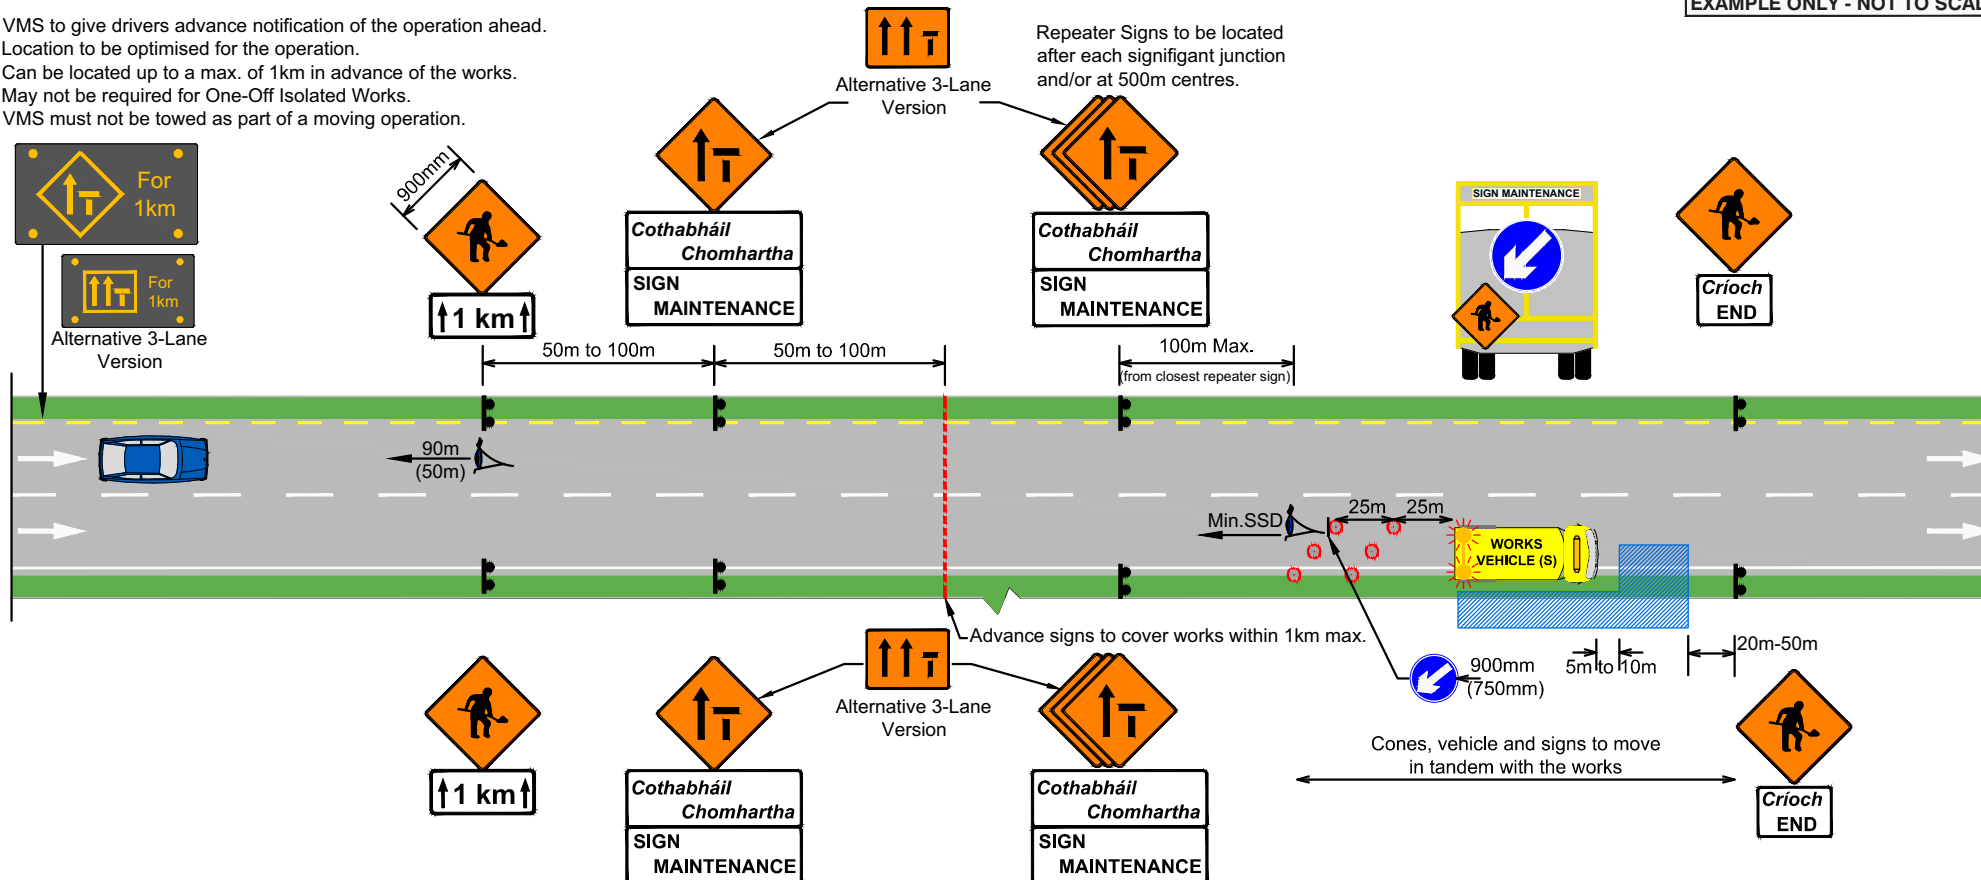 VMS to give drivers advance notification of the operation ahead.
Location to be optimised for the operation.
Can be located up to a max. of 1km in advance of the works.
May not be required for One-Off Isolated Works.
VMS must not be towed as part of a moving operation.
EXAMPLE ONLY - NOT TO SCAL
Alternative 3-Lane
Version
Repeater Signs to be located
after each signifigant junction
and/or at 500m centres.
For
1km
For
1km
Alternative 3-Lane
Version
900mm
1 km
Cothabháil
Chomhartha
SIGN
MAINTENANCE
Cothabháil
Chomhartha
SIGN
MAINTENANCE
SIGN MAINTENANCE
Críoch
END
50m to 100m
50m to 100m
100m Max.
(from closest repeater sign)
90m
(50m)
Min.SSD
25m
25m
WORKS
VEHICLE (S)
Advance signs to cover works within 1km max.
900mm
(750mm)
5m to 10m
20m-50m
Alternative 3-Lane
Version
Cones, vehicle and signs to move
in tandem with the works
1 km
Cothabháil
Chomhartha
SIGN
MAINTENANCE
Cothabháil
Chomhartha
SIGN
MAINTENANCE
Críoch
END